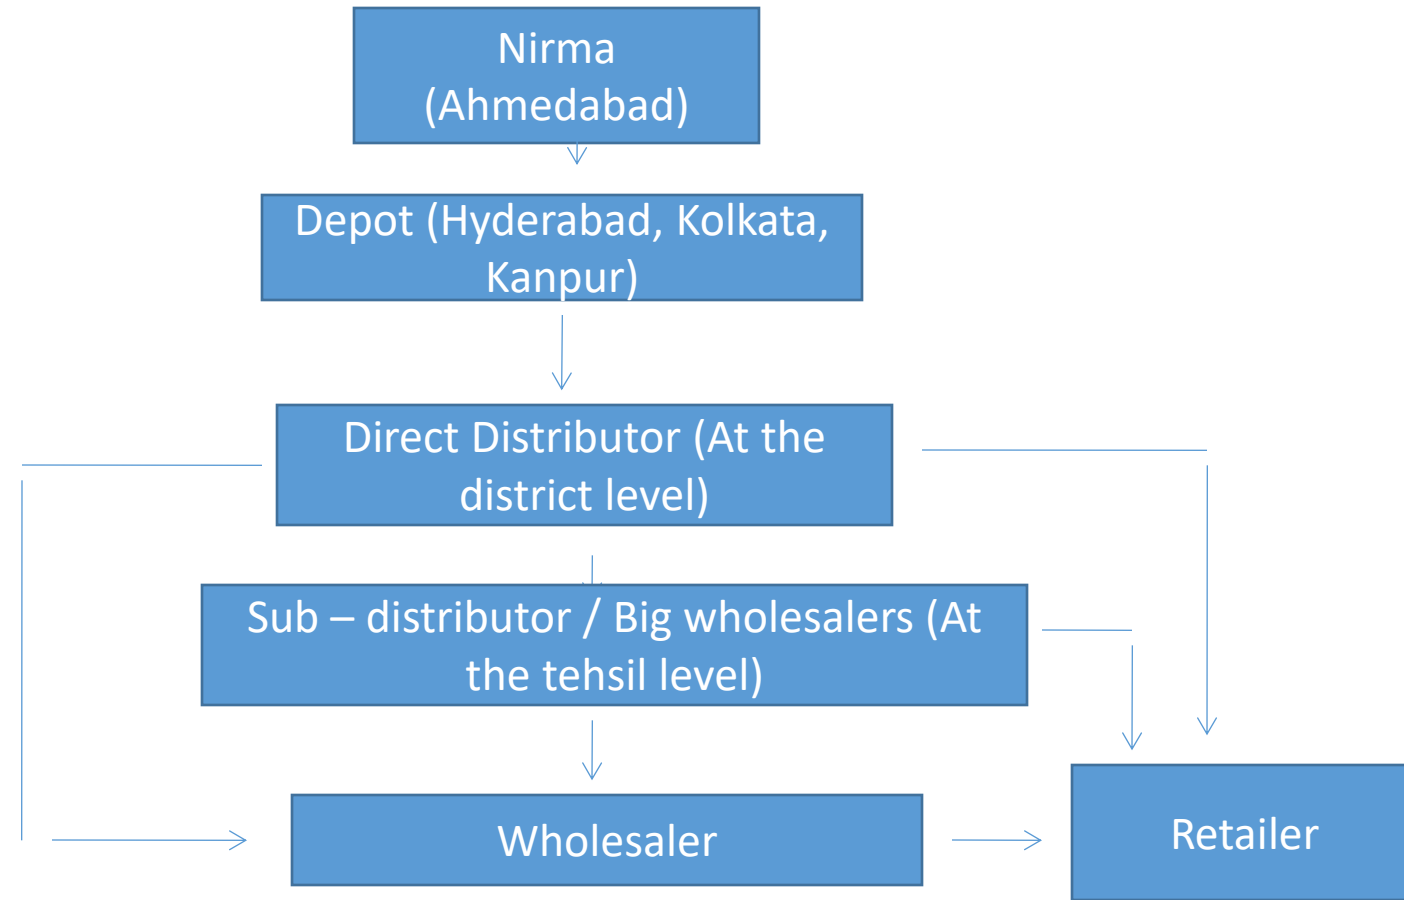 Nirma
(Ahmedabad)
Depot (Hyderabad, Kolkata,
Kanpur)
Direct Distributor (At the
district level)
Sub – distributor / Big wholesalers (At
the tehsil level)
Wholesaler
Retailer